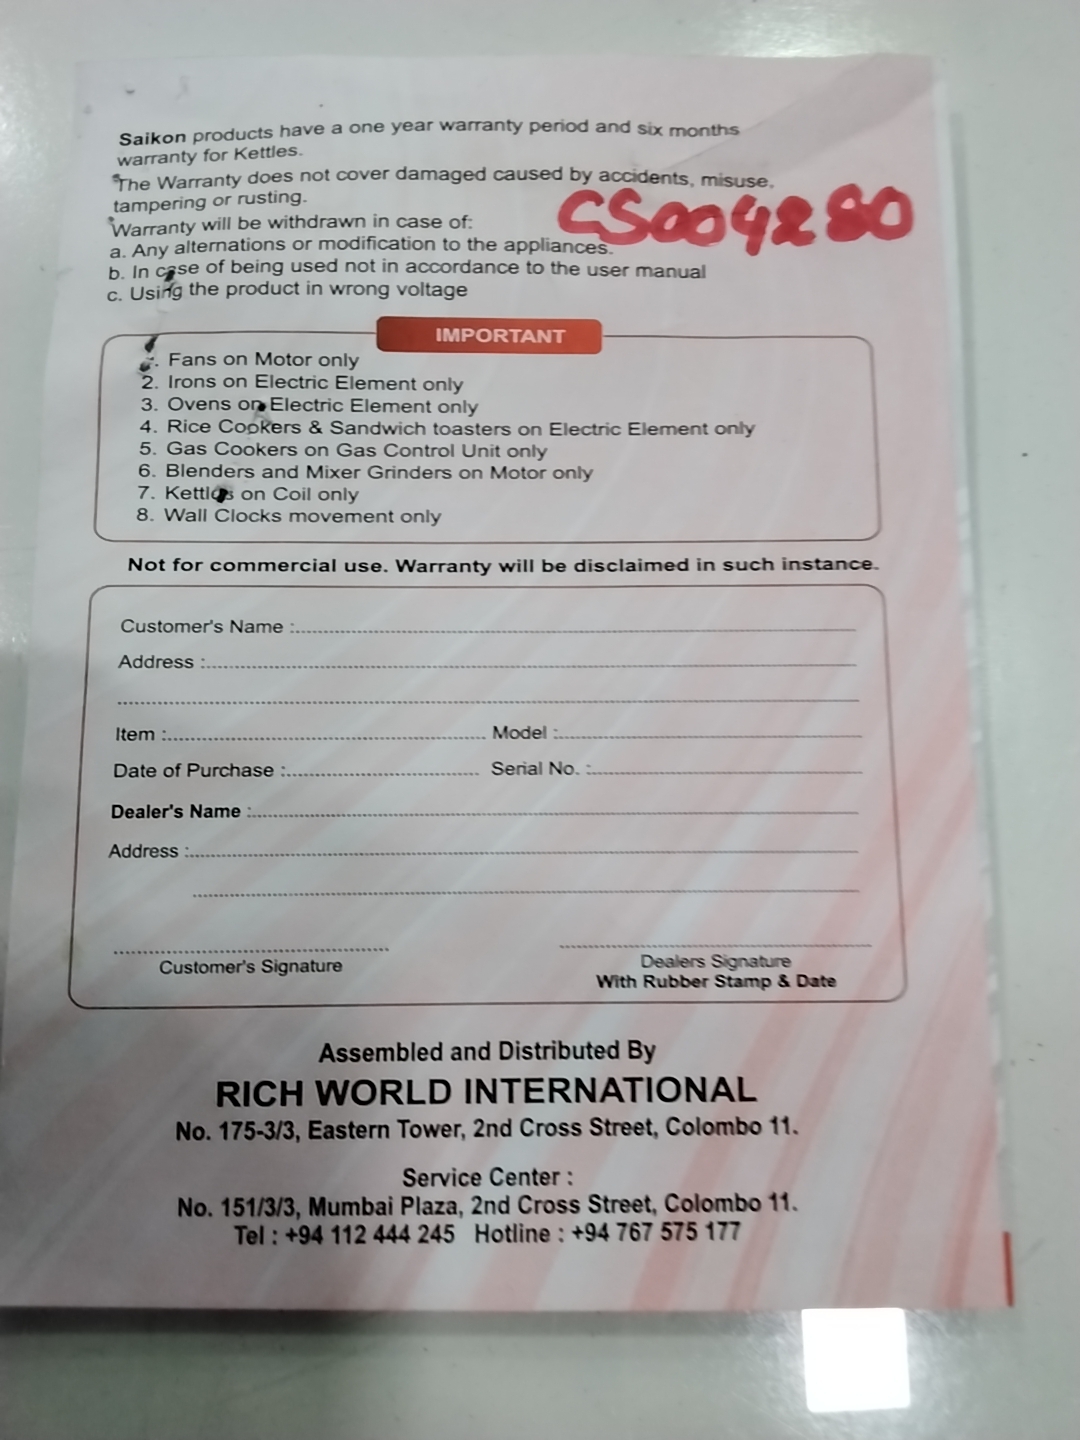 Saikon products have a one year warranty period and six months
warranty for Kettles.
*The Warranty does not cover damaged caused by accidents, misuse,
tampering or rusting.
CS004280
*Warranty will be withdrawn in case of:
a. Any alternations or modification to the appliances.
b. In case of being used not in accordance to the user manual
c. Using the product in wrong voltage
IMPORTANT
1. Fans on Motor only
2. Irons on Electric Element only
3. Ovens on Electric Element only
4. Rice Cookers & Sandwich toasters on Electric Element only
5. Gas Cookers on Gas Control Unit only
6. Blenders and Mixer Grinders on Motor only
7. Kettles on Coil only
8. Wall Clocks movement only
Not for commercial use. Warranty will be disclaimed in such instance.
Customer's Name :
Address :
Item : Model :
Date of Purchase : Serial No. :
Dealer's Name :
Address :
Customer's Signature Dealers Signature
With Rubber Stamp & Date
Assembled and Distributed By
RICH WORLD INTERNATIONAL
No. 175-3/3, Eastern Tower, 2nd Cross Street, Colombo 11.
Service Center :
No. 151/3/3, Mumbai Plaza, 2nd Cross Street, Colombo 11.
Tel : +94 112 444 245 Hotline : +94 767 575 177